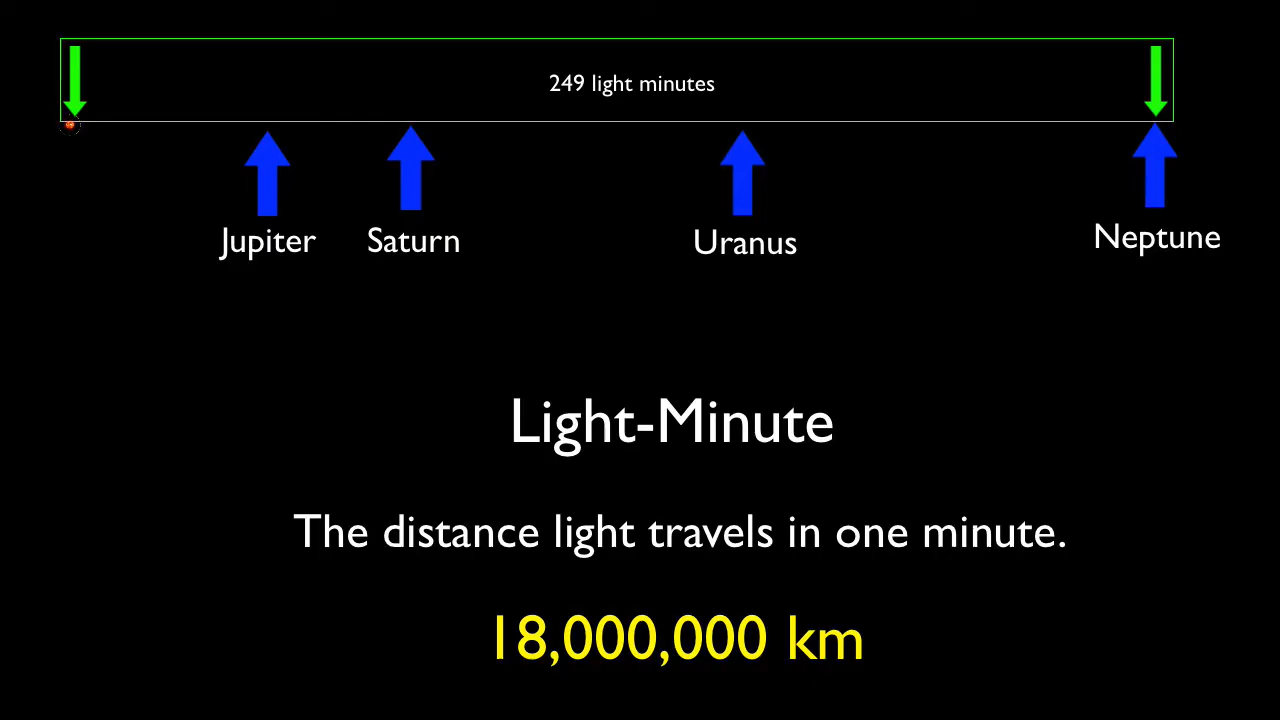 249 light minutes
Jupiter Saturn Uranus Neptune
Light-Minute
The distance light travels in one minute.
18,000,000 km